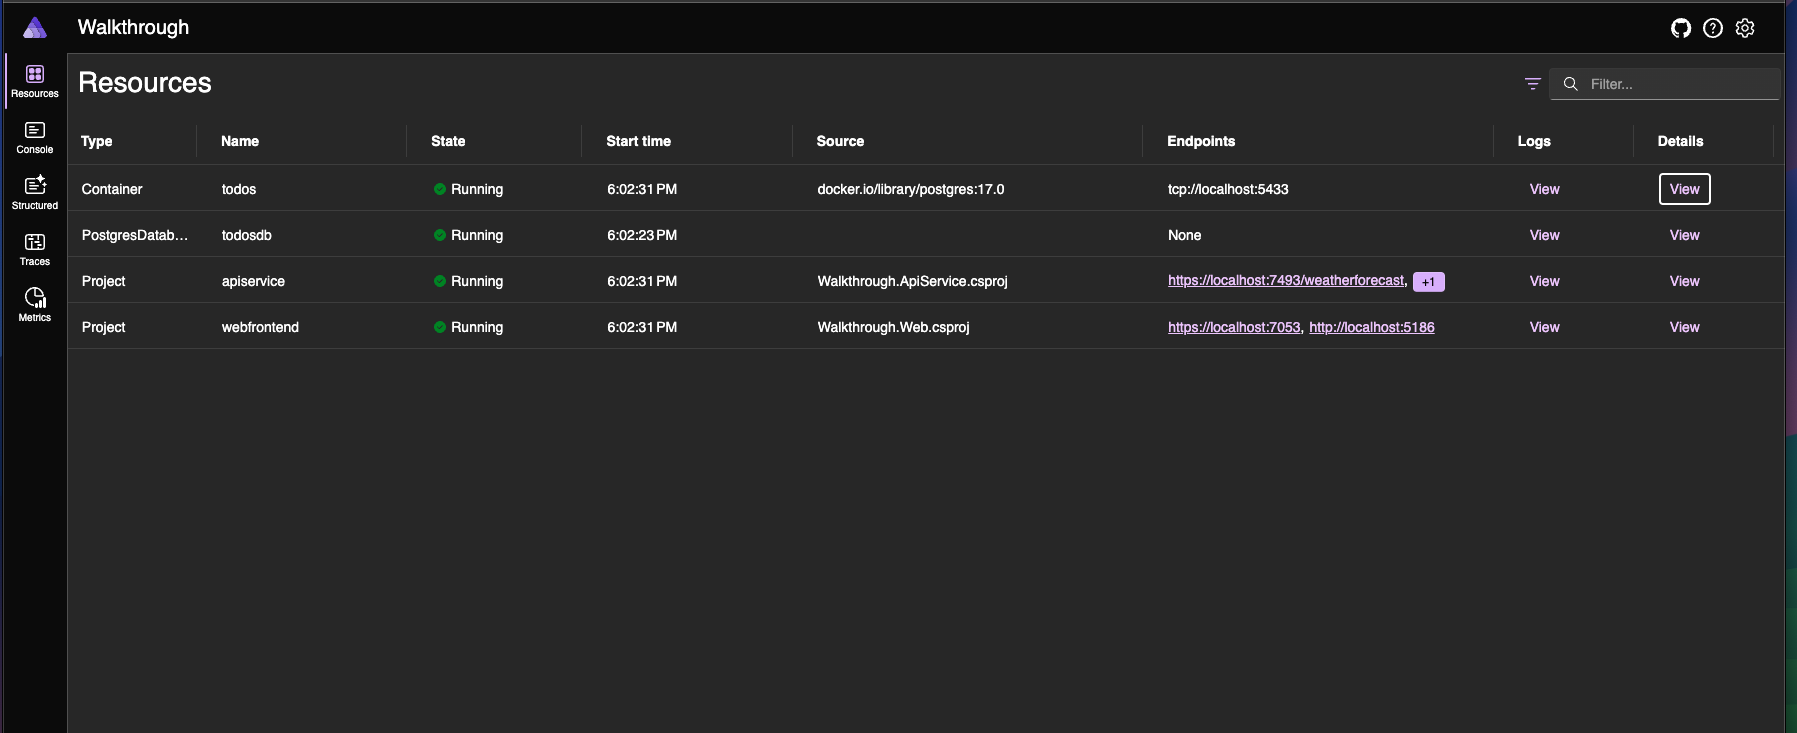 Walkthrough
Resources
Console
Structured
Traces
Metrics
Resources
Filter...
Type Name State Start time Source Endpoints Logs Details
Container todos Running 6:02:31 PM docker.io/library/postgres:17.0 tcp://localhost:5433 View View
PostgresDatab... todosdb Running 6:02:23 PM None View View
Project apiservice Running 6:02:31 PM Walkthrough.ApiService.csproj https://localhost:7493/weatherforecast, +1 View View
Project webfrontend Running 6:02:31 PM Walkthrough.Web.csproj https://localhost:7053, http://localhost:5186 View View